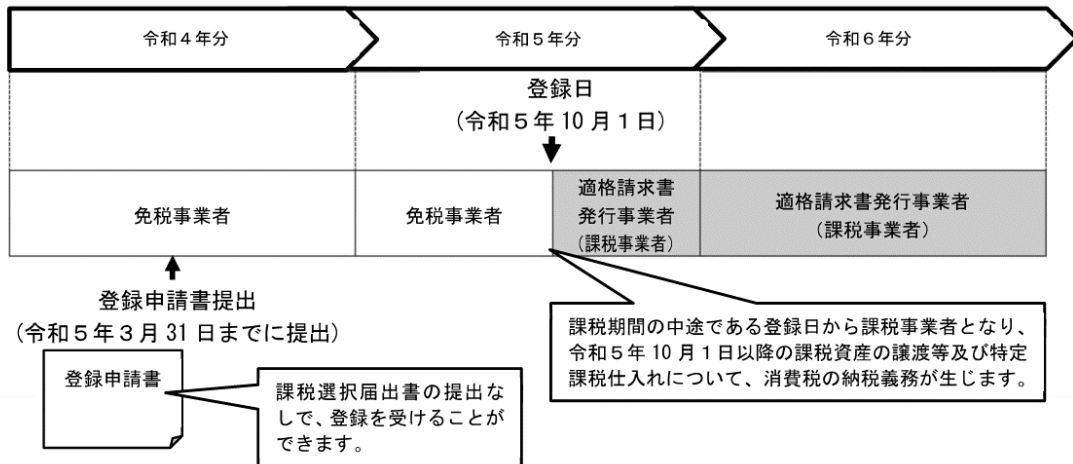 令和４年分
令和５年分
令和６年分
登録日
（令和５年 10 月１日）
免税事業者
免税事業者
適格請求書
発行事業者
（課税事業者）
適格請求書発行事業者
（課税事業者）
登録申請書提出
（令和５年３月 31 日までに提出）
登録申請書
課税選択届出書の提出な
しで、登録を受けることが
できます。
課税期間の中途である登録日から課税事業者となり、
令和５年 10 月１日以降の課税資産の譲渡等及び特定
課税仕入れについて、消費税の納税義務が生じます。